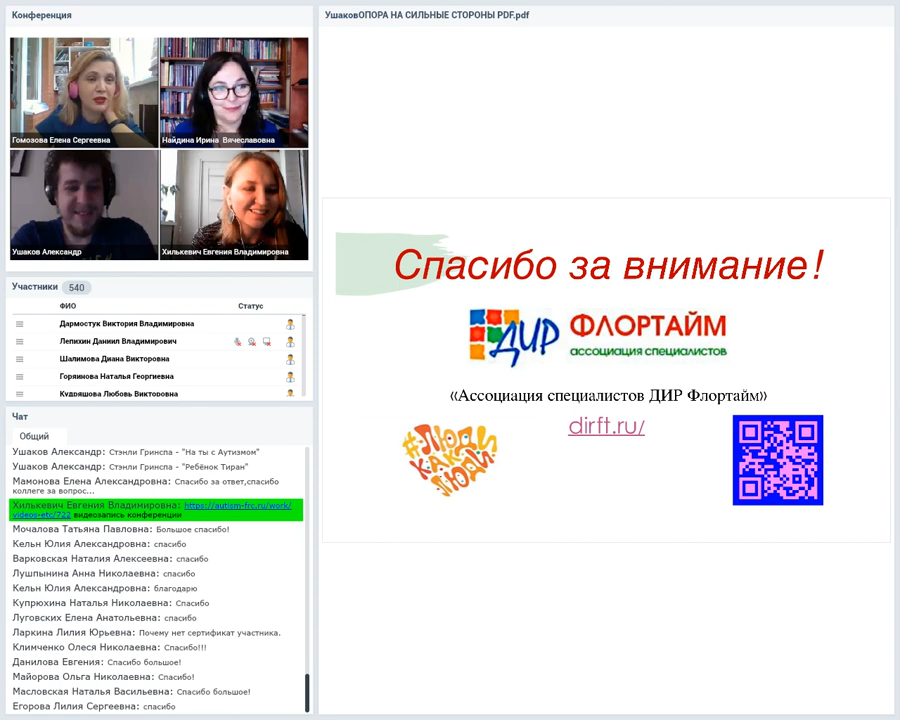 Конференция
Гомозова Елена Сергеевна
Найдина Ирина Вячеславовна
Ушаков Александр
Хилькевич Евгения Владимировна
Участники 540
ФИО Статус
Дармостук Виктория Владимировна
Лепихин Даниил Владимирович
Шалимова Диана Викторовна
Горяинова Наталья Георгиевна
Кудряшова Любовь Викторовна
Чат
Общий
Ушаков Александр: Стэнли Гринспа - "На ты с Аутизмом"
Ушаков Александр: Стэнли Гринспа - "Ребёнок Тиран"
Мамонова Елена Александровна: Спасибо за ответ,спасибо
коллеге за вопрос...
Хилькевич Евгения Владимировна: https://autism-frc.ru/work/
videos-etc/722 видеозапись конференции
Мочалова Татьяна Павловна: Большое спасибо!
Кельн Юлия Александровна: спасибо
Варковская Наталия Алексеевна: спасибо
Лушпынина Анна Николаевна: спасибо
Кельн Юлия Александровна: благодарю
Купрюхина Наталья Николаевна: Спасибо
Луговских Елена Анатольевна: спасибо
Ларкина Лилия Юрьевна: Почему нет сертификат участника.
Климченко Олеся Николаевна: Спасибо!!!
Данилова Евгения: Спасибо большое!
Майорова Ольга Николаевна: Спасибо!
Масловская Наталья Васильевна: Спасибо большое!
Егорова Лилия Сергеевна: спасибо
УшаковОПОРА НА СИЛЬНЫЕ СТОРОНЫ PDF.pdf
Спасибо за внимание!
ДИР ФЛОРТАЙМ
ассоциация специалистов
«Ассоциация специалистов ДИР Флортайм»
dirft.ru/
#ЛЮДИ
КАК
ЛЮДИ